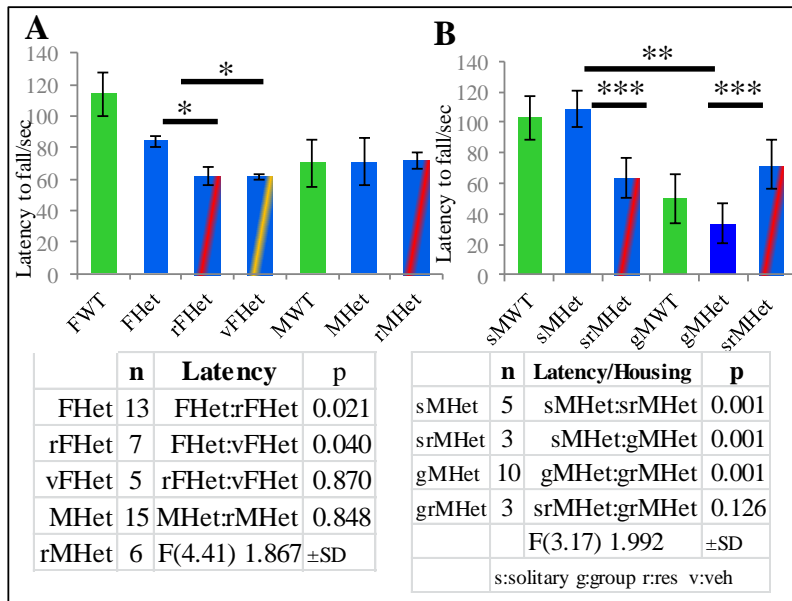 A
B
140
120
100
80
60
40
20
0
Latency to fall/sec
*
*
FWT
FHet
rFHet
vFHet
MWT
MHet
rMHet
140
120
100
80
60
40
20
0
Latency to fall/sec
**
***
***
sMWT
sMHet
srMHet
gMWT
gMHet
srMHet
n Latency p
FHet 13 FHet:rFHet 0.021
rFHet 7 FHet:vFHet 0.040
vFHet 5 rFHet:vFHet 0.870
MHet 15 MHet:rMHet 0.848
rMHet 6 F(4.41) 1.867 ±SD
n Latency/Housing p
sMHet 5 sMHet:srMHet 0.001
srMHet 3 sMHet:gMHet 0.001
gMHet 10 gMHet:grMHet 0.001
grMHet 3 srMHet:grMHet 0.126
F(3.17) 1.992 ±SD
s:solitary g:group r:res v:veh